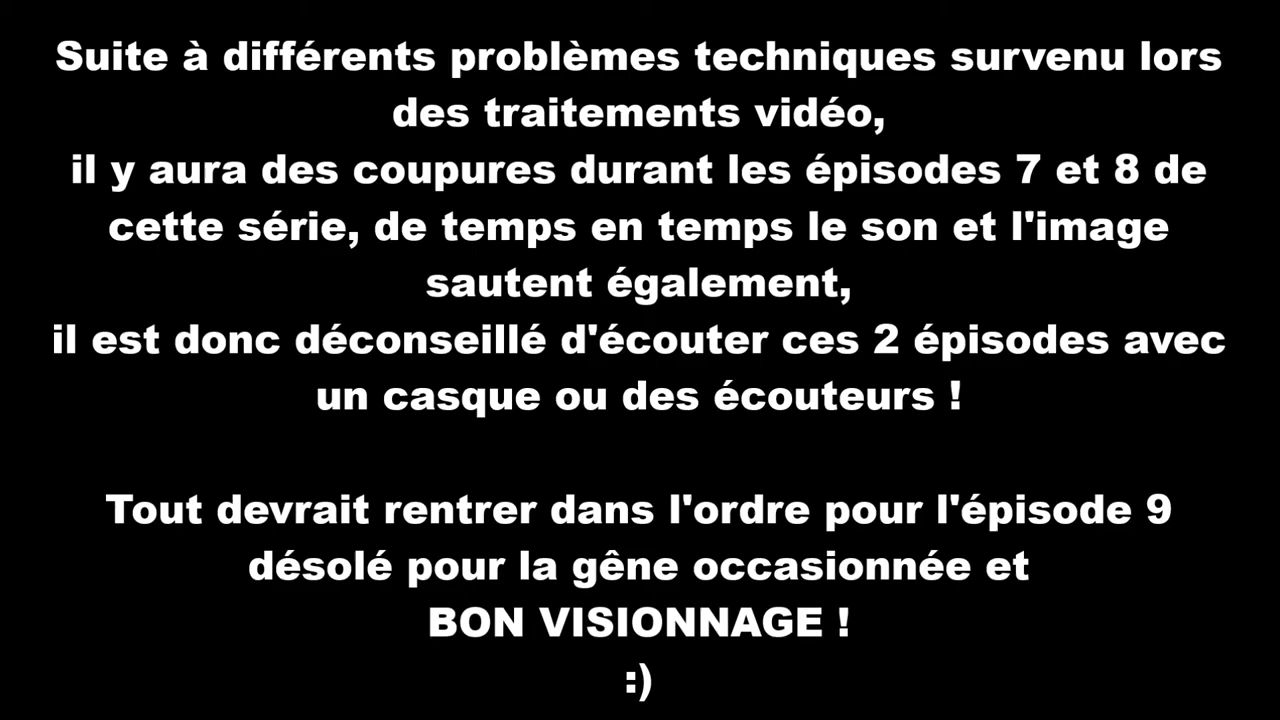 Suite à différents problèmes techniques survenu lors
des traitements vidéo,
il y aura des coupures durant les épisodes 7 et 8 de
cette série, de temps en temps le son et l'image
sautent également,
il est donc déconseillé d'écouter ces 2 épisodes avec
un casque ou des écouteurs !
Tout devrait rentrer dans l'ordre pour l'épisode 9
désolé pour la gêne occasionnée et
BON VISIONNAGE !
:)